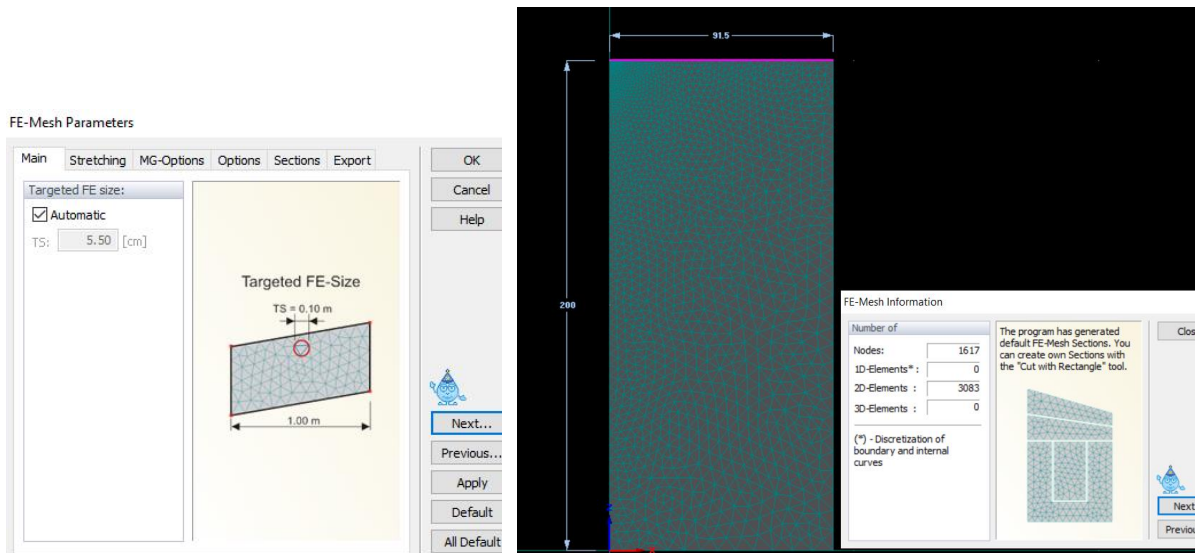 FE-Mesh Parameters
Main Stretching MG-Options Options Sections Export
Targeted FE size:
Automatic
TS: 5.50 [cm]
Targeted FE-Size
TS = 0.10 m
1.00 m
OK
Cancel
Help
Next...
Previous...
Apply
Default
All Default
91.5
200
FE-Mesh Information
Number of
Nodes: 1617
1D-Elements* : 0
2D-Elements : 3083
3D-Elements : 0
(*) - Discretization of
boundary and internal
curves
The program has generated
default FE-Mesh Sections. You
can create own Sections with
the "Cut with Rectangle" tool.
Clos
Next
Previou